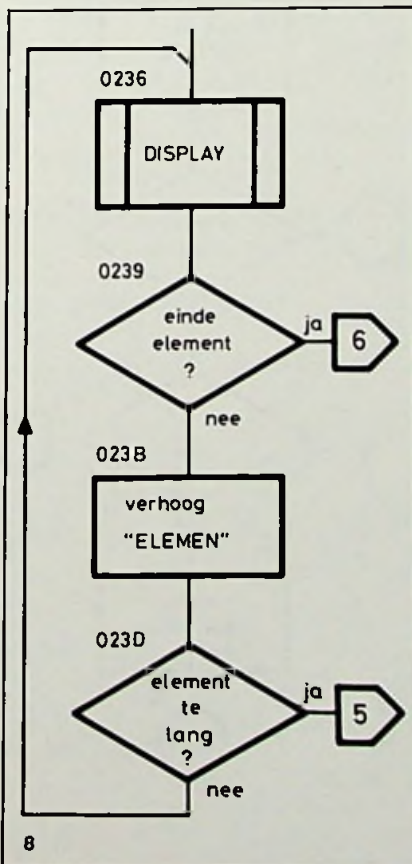 0236
DISPLAY
0239
einde
element
?
ja
6
nee
023B
verhoog
"ELEMEN"
023D
element
te
lang
?
ja
5
nee
8